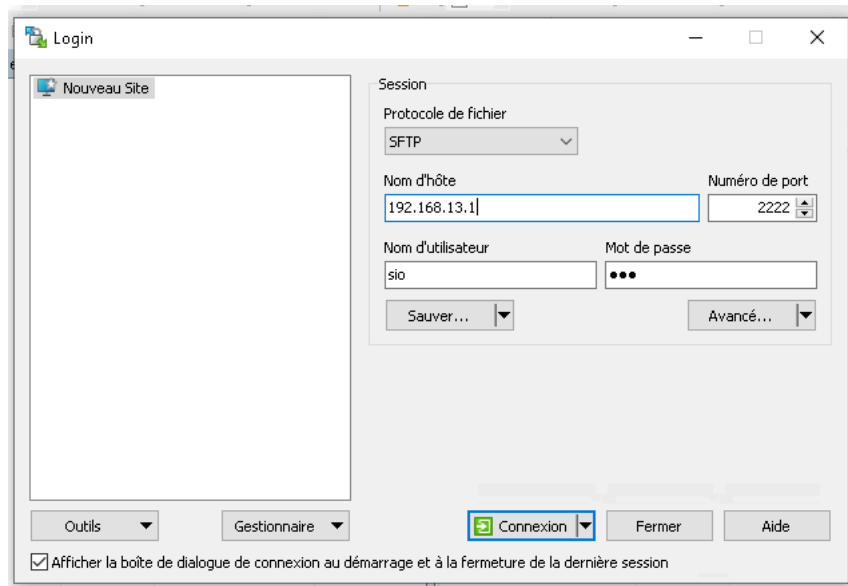 Login
Nouveau Site
Session
Protocole de fichier
SFTP
Nom d'hôte Numéro de port
192.168.13.1 2222
Nom d'utilisateur Mot de passe
sio ●●●
Sauver... Avancé...
Outils Gestionnaire Connexion Fermer Aide
Afficher la boîte de dialogue de connexion au démarrage et à la fermeture de la dernière session